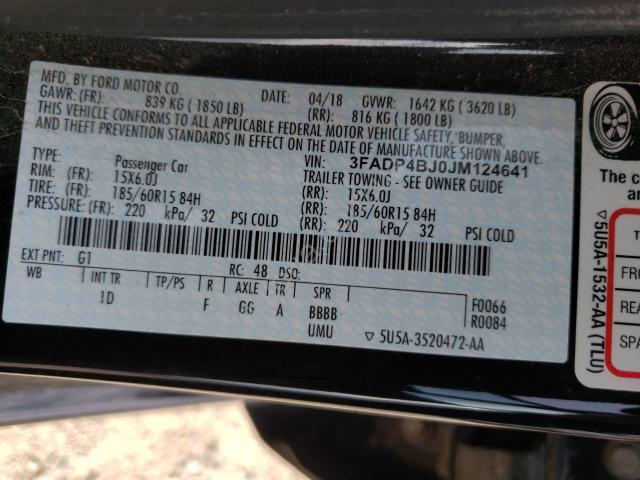 MFD. BY FORD MOTOR CO.
DATE: 04/18 GVWR: 1642 KG ( 3620 LB)
GAWR: (FR): 839 KG ( 1850 LB) (RR): 816 KG ( 1800 LB)
THIS VEHICLE CONFORMS TO ALL APPLICABLE FEDERAL MOTOR VEHICLE SAFETY, BUMPER,
AND THEFT PREVENTION STANDARDS IN EFFECT ON THE DATE OF MANUFACTURE SHOWN ABOVE.
VIN: 3FADP4BJ0JM124641
TYPE: Passenger Car TRAILER TOWING - SEE OWNER GUIDE
RIM: (FR): 15X6.0J (RR): 15X6.0J
TIRE: (FR): 185/60R15 84H (RR): 185/60R15 84H
PRESSURE: (FR): 220 kPa/ 32 PSI COLD (RR): 220 kPa/ 32 PSI COLD
EXT PNT: G1 RC: 48 DSO:
WB INT TR TP/PS R AXLE TR SPR
1D F GG A BBBB F0066
UMU R0084
▽ 5U5A-3520472-AA
▽ 5U5A-1532-AA (TLU)
The c
an
T
FRO
REA
SPA